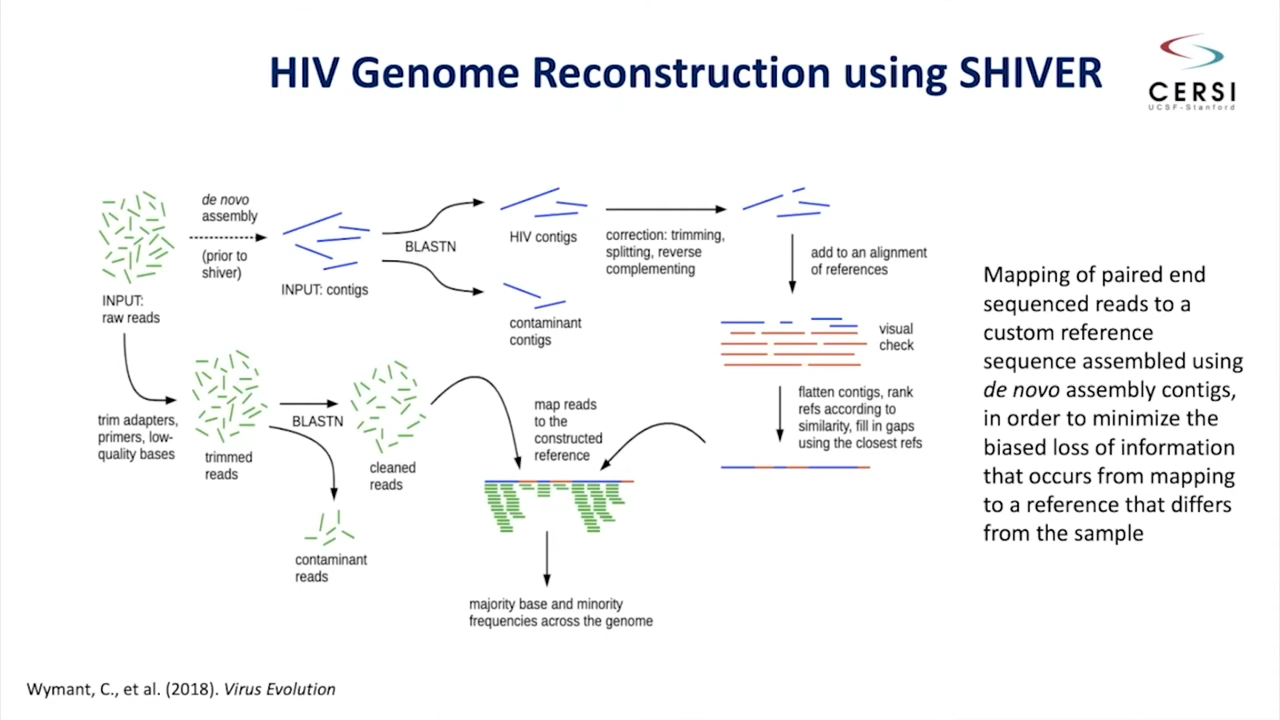 HIV Genome Reconstruction using SHIVER
CERSI
UCSF-Stanford
de novo
assembly
(prior to
shiver)
INPUT:
raw reads
INPUT: contigs
BLASTN
HIV contigs
contaminant
contigs
correction: trimming,
splitting, reverse
complementing
add to an alignment
of references
visual
check
flatten contigs, rank
refs according to
similarity, fill in gaps
using the closest refs
trim adapters,
primers, low-
quality bases
trimmed
reads
BLASTN
cleaned
reads
contaminant
reads
map reads
to the
constructed
reference
majority base and minority
frequencies across the genome
Mapping of paired end
sequenced reads to a
custom reference
sequence assembled using
de novo assembly contigs,
in order to minimize the
biased loss of information
that occurs from mapping
to a reference that differs
from the sample
Wymant, C., et al. (2018). Virus Evolution